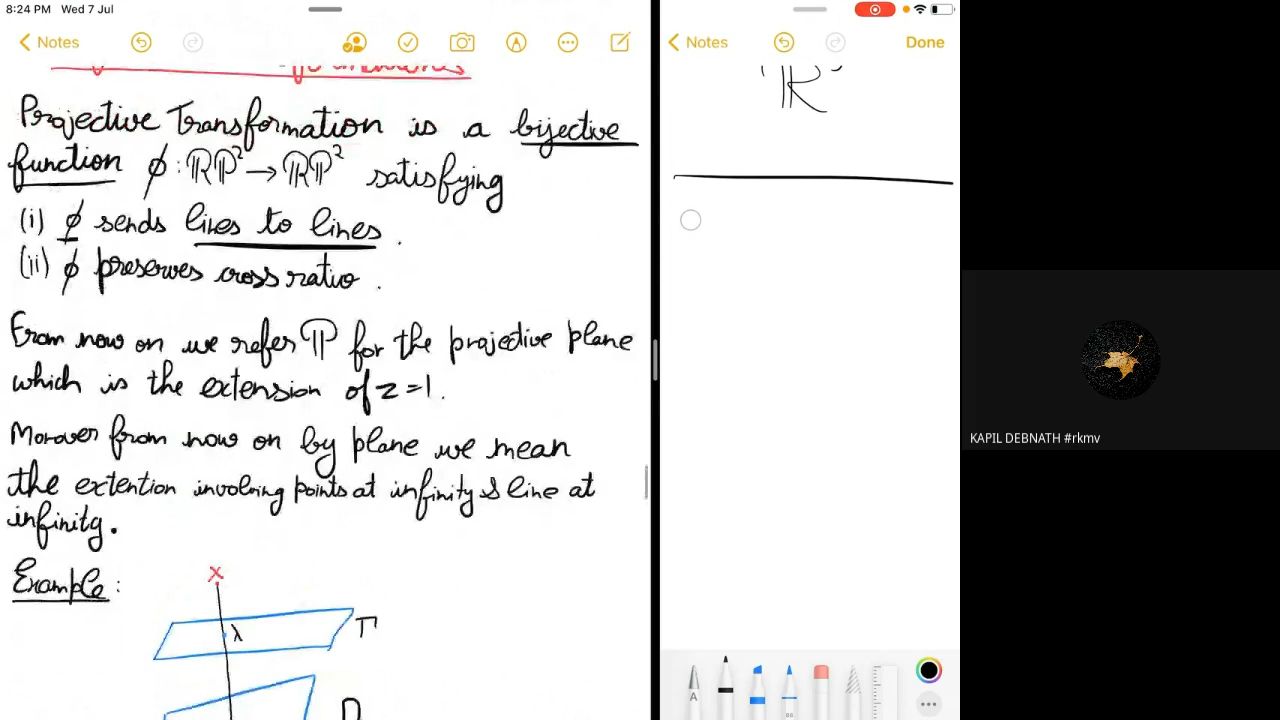 8:24 PM Wed 7 Jul
Notes
Projective Transformation is a bijective
function ϕ : ℝℙ² → ℝℙ² satisfying
(i) ϕ sends lines to lines.
(ii) ϕ preserves cross ratio.
From now on we refer ℙ for the projective plane
which is the extension of z=1.
Morover from now on by plane we mean
the extention involving points at infinity & line at
infinity.
Example:
X
λ
Notes
Done
ℝ
A
KAPIL DEBNATH #rkmv